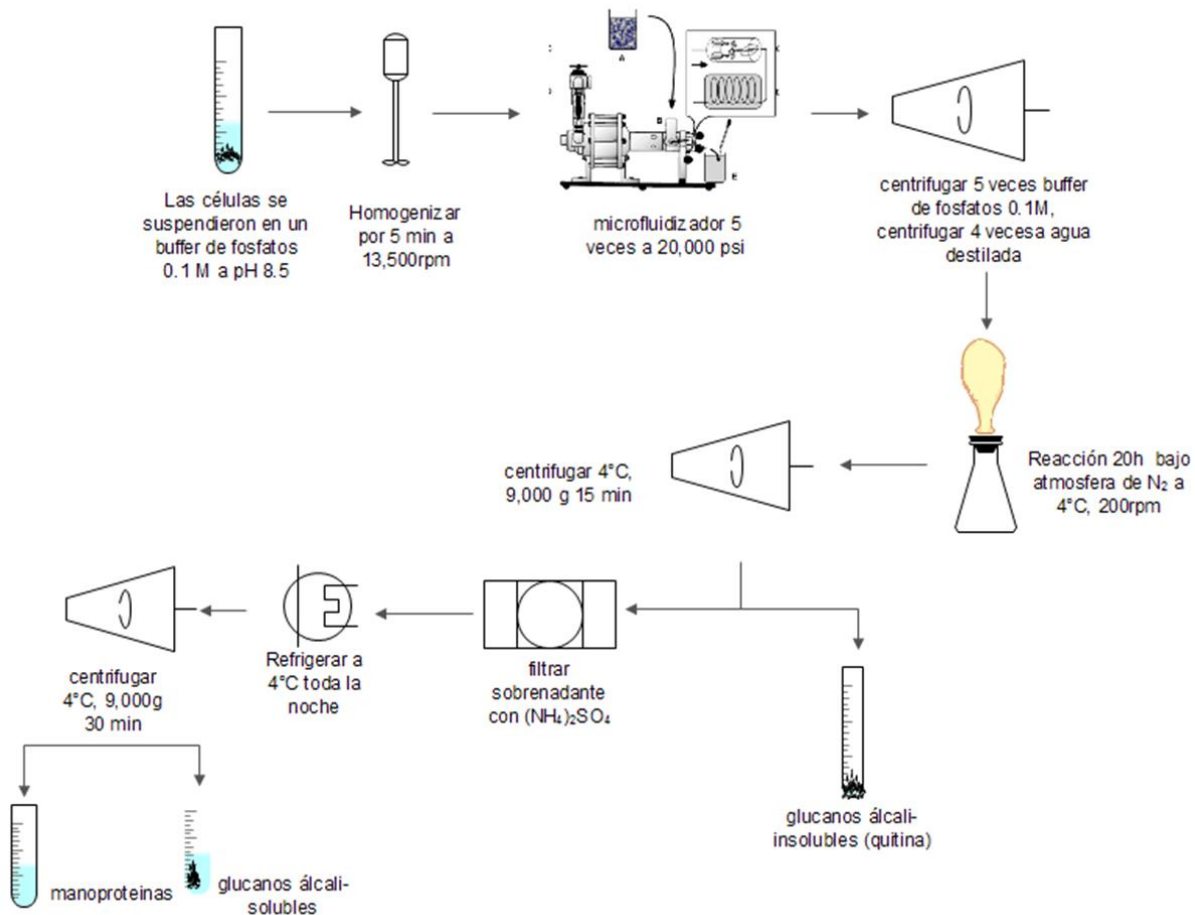 Las células se
suspendieron en un
buffer de fosfatos
0.1 M a pH 8.5
Homogenizar
por 5 min a
13,500rpm
A
B
E
microfluidizador 5
veces a 20,000 psi
centrifugar 5 veces buffer
de fosfatos 0.1M,
centrifugar 4 vecesa agua
destilada
Reacción 20h bajo
atmosfera de N₂ a
4°C, 200rpm
centrifugar 4°C,
9,000 g 15 min
filtrar
sobrenadante
con (NH₄)₂SO₄
Refrigerar a
4°C toda la
noche
centrifugar
4°C, 9,000g
30 min
glucanos álcali-
insolubles (quitina)
manoproteinas
glucanos álcali-
solubles